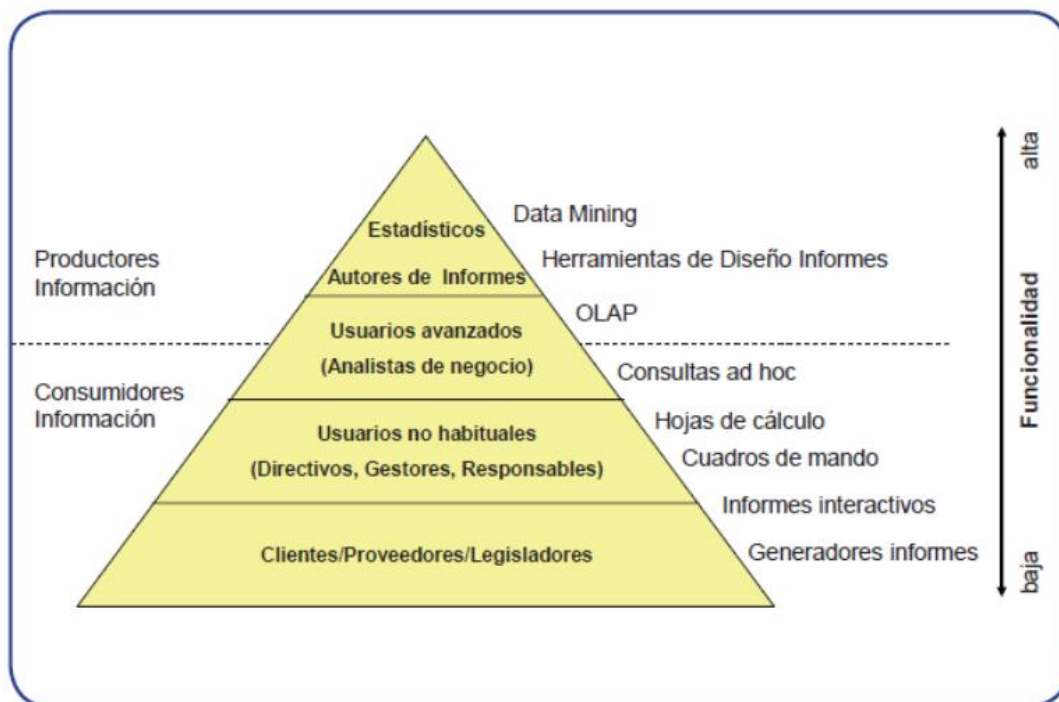 alta
Data Mining
Estadísticos
Productores
Información
Herramientas de Diseño Informes
Autores de Informes
OLAP
Usuarios avanzados
(Analistas de negocio)
Funcionalidad
Consultas ad hoc
Consumidores
Información
Hojas de cálculo
Usuarios no habituales
(Directivos, Gestores, Responsables)
Cuadros de mando
Informes interactivos
Clientes/Proveedores/Legisladores
Generadores informes
baja